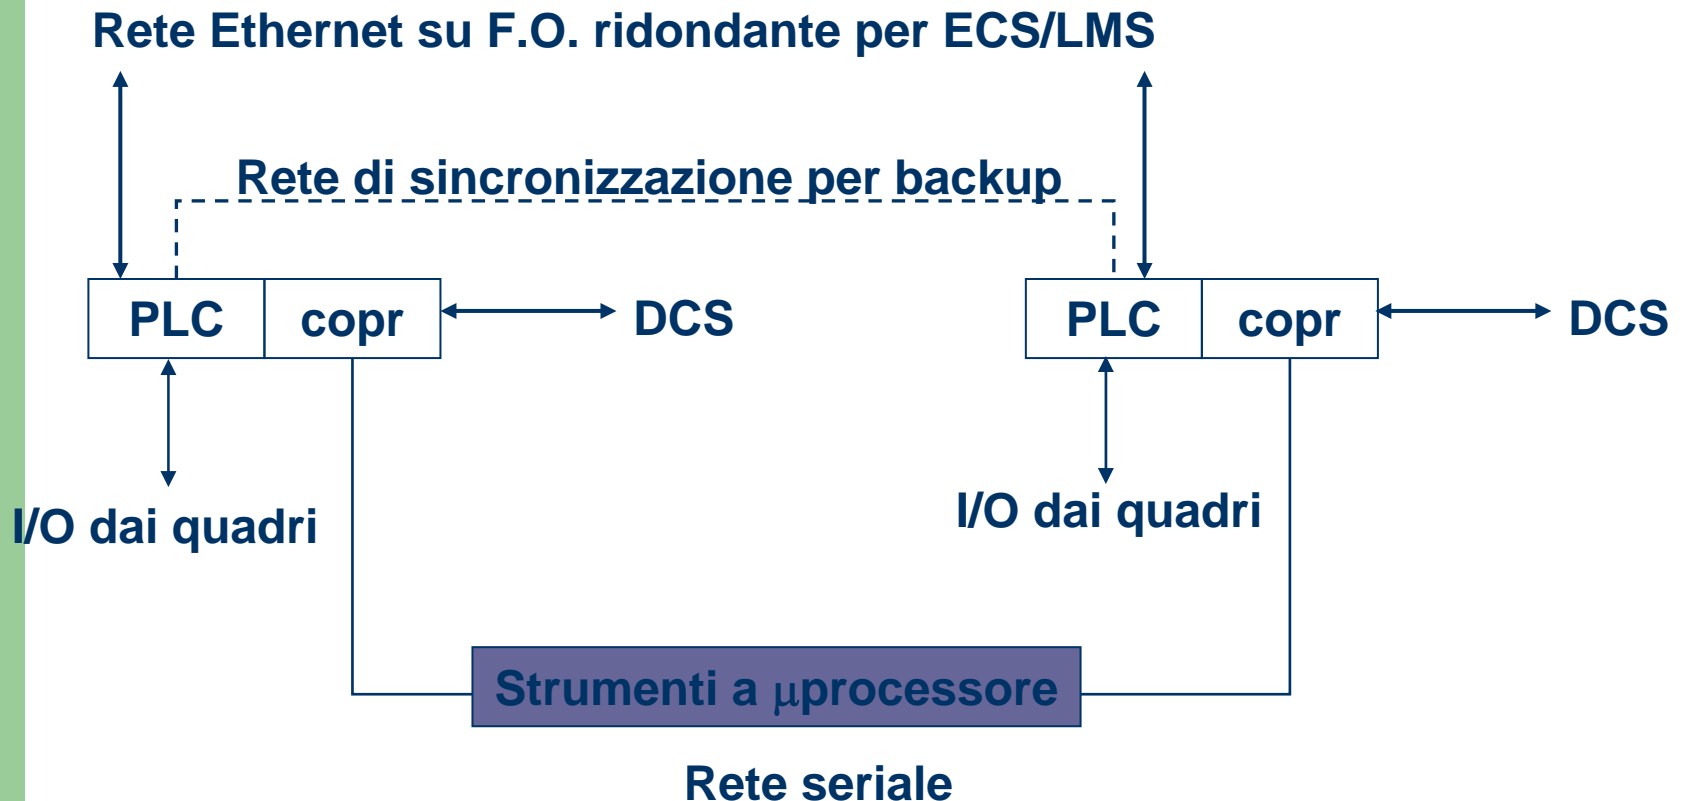 Rete Ethernet su F.O. ridondante per ECS/LMS
Rete di sincronizzazione per backup
PLC copr DCS
PLC copr DCS
I/O dai quadri
I/O dai quadri
Strumenti a μprocessore
Rete seriale